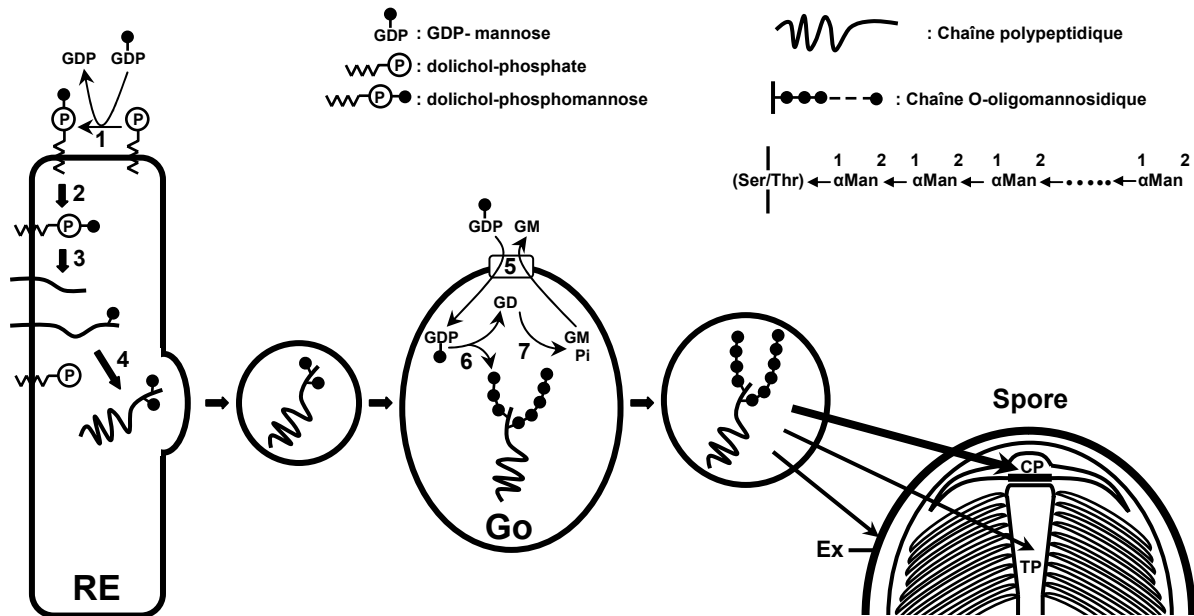 GDP GDP
P P
1
2
P
3
4
P
RE
GDP : GDP- mannose
P : dolichol-phosphate
P : dolichol-phosphomannose
: Chaîne polypeptidique
: Chaîne O-oligomannosidique
1 2 1 2 1 2 1 2
(Ser/Thr) αMan αMan αMan ..... αMan
GDP GM
5
GD
GDP GM
6 7 Pi
Go
Spore
CP
Ex
TP